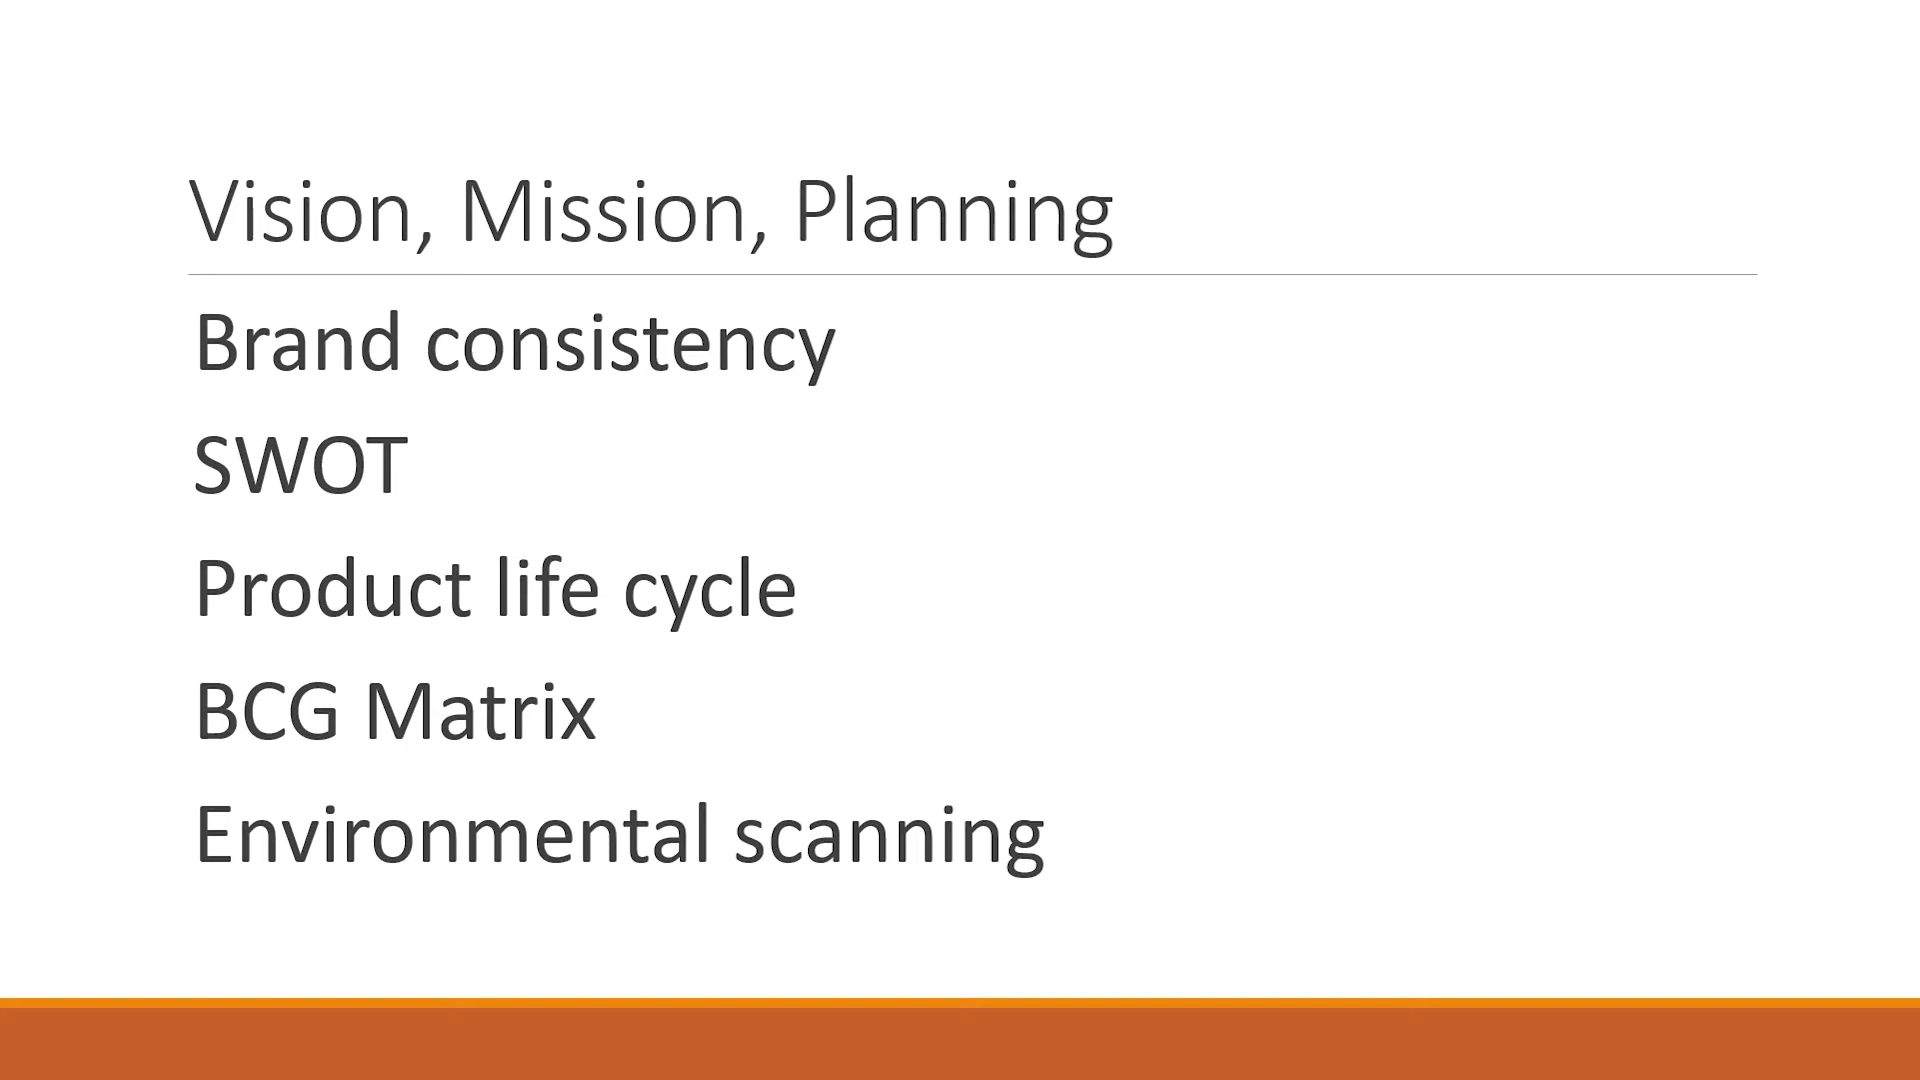 Vision, Mission, Planning
Brand consistency
SWOT
Product life cycle
BCG Matrix
Environmental scanning